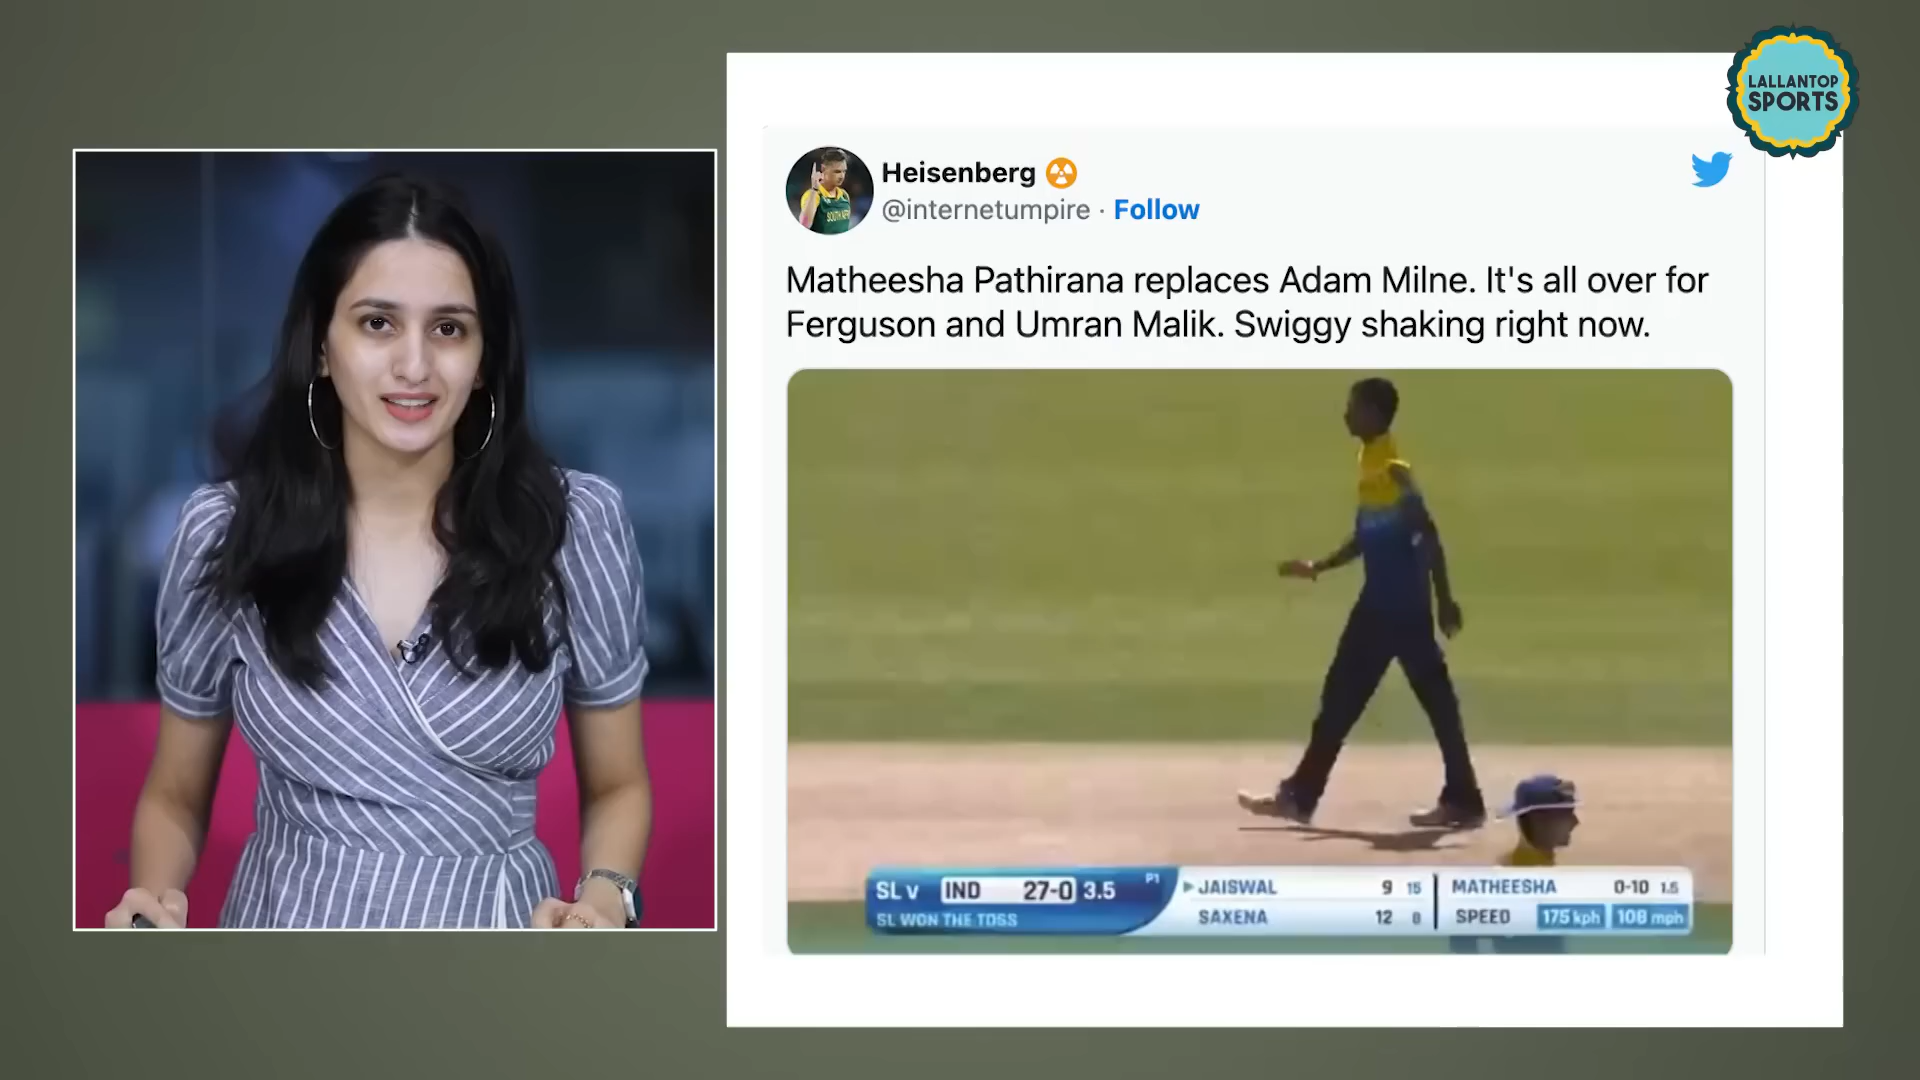 LALLANTOP
SPORTS
Heisenberg
@internetumpire · Follow
Matheesha Pathirana replaces Adam Milne. It's all over for
Ferguson and Umran Malik. Swiggy shaking right now.
SL v IND 27-0 3.5 P1
SL WON THE TOSS
JAISWAL 9 15
SAXENA 12 8
MATHEESHA 0-10 1.5
SPEED 175 kph 108 mph